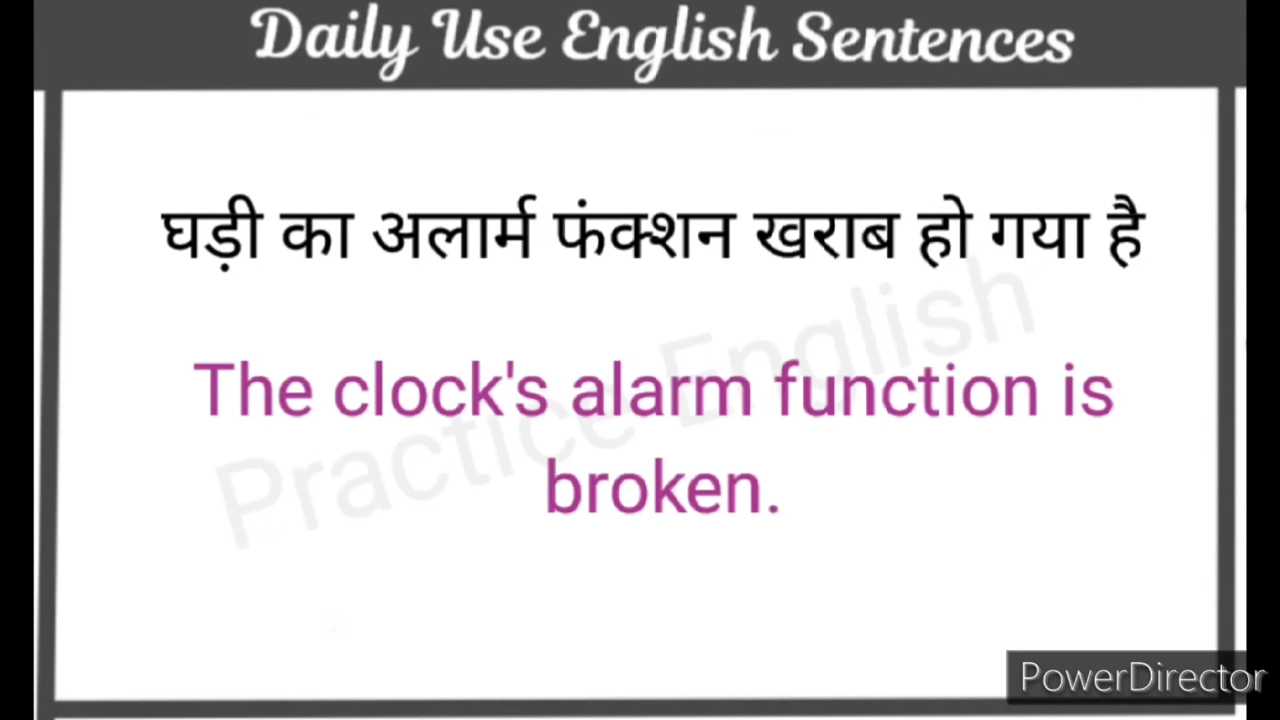 Daily Use English Sentences
घड़ी का अलार्म फंक्शन खराब हो गया है
The clock's alarm function is
broken.
Practice English
PowerDirector